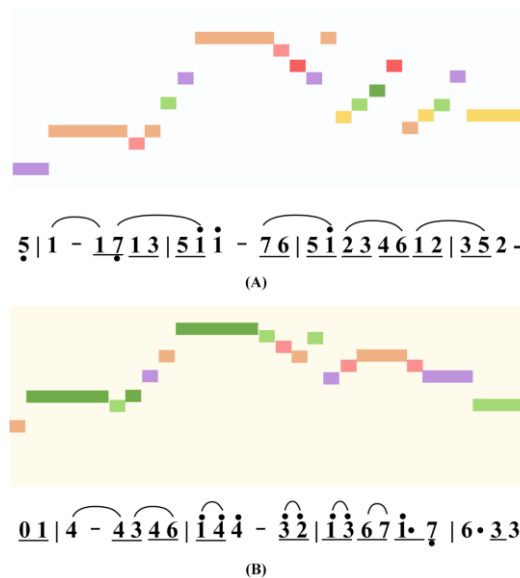 5̣ | 1 - 1 7̣ 1 3 | 5 1̇ 1̇ - 7 6 | 5 1̇ 2 3 4 6 1 2 | 3 5 2 -
(A)
0 1 | 4 - 4 3 4 6 | 1̇ 4̇ 4̇ - 3̇ 2̇ | 1̇ 3̇ 6 7 1̇• 7̣ | 6• 3 3
(B)